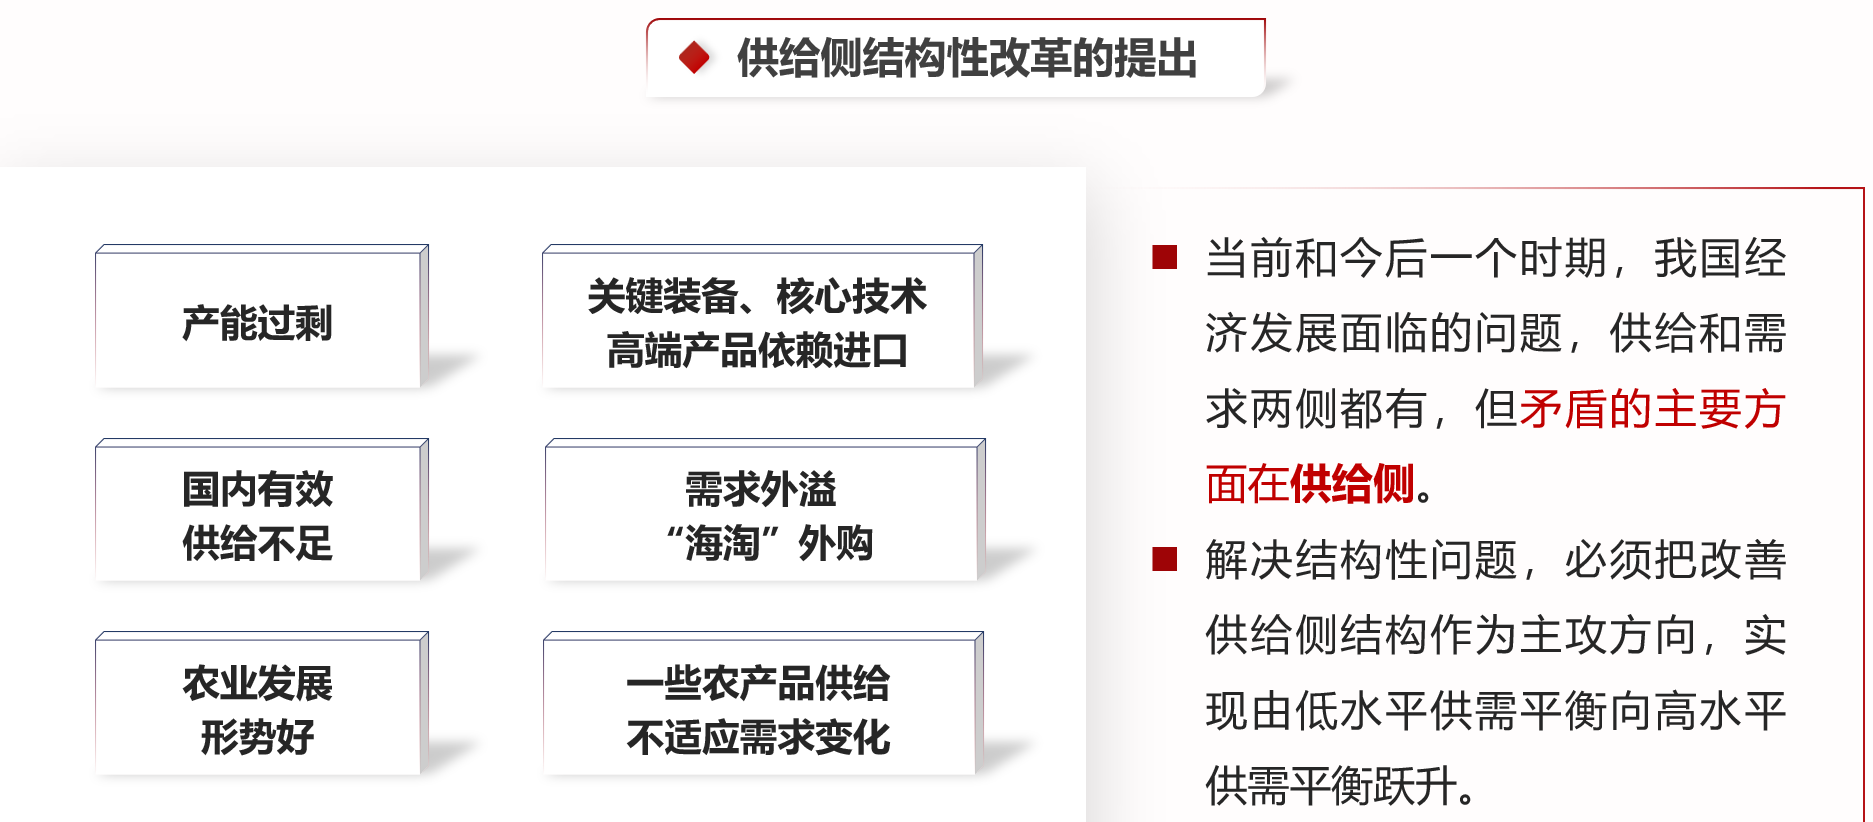 供给侧结构性改革的提出
产能过剩
关键装备、核心技术
高端产品依赖进口
国内有效
供给不足
需求外溢
“海淘”外购
农业发展
形势好
一些农产品供给
不适应需求变化
当前和今后一个时期，我国经
济发展面临的问题，供给和需
求两侧都有，但矛盾的主要方
面在供给侧。
解决结构性问题，必须把改善
供给侧结构作为主攻方向，实
现由低水平供需平衡向高水平
供需平衡跃升。